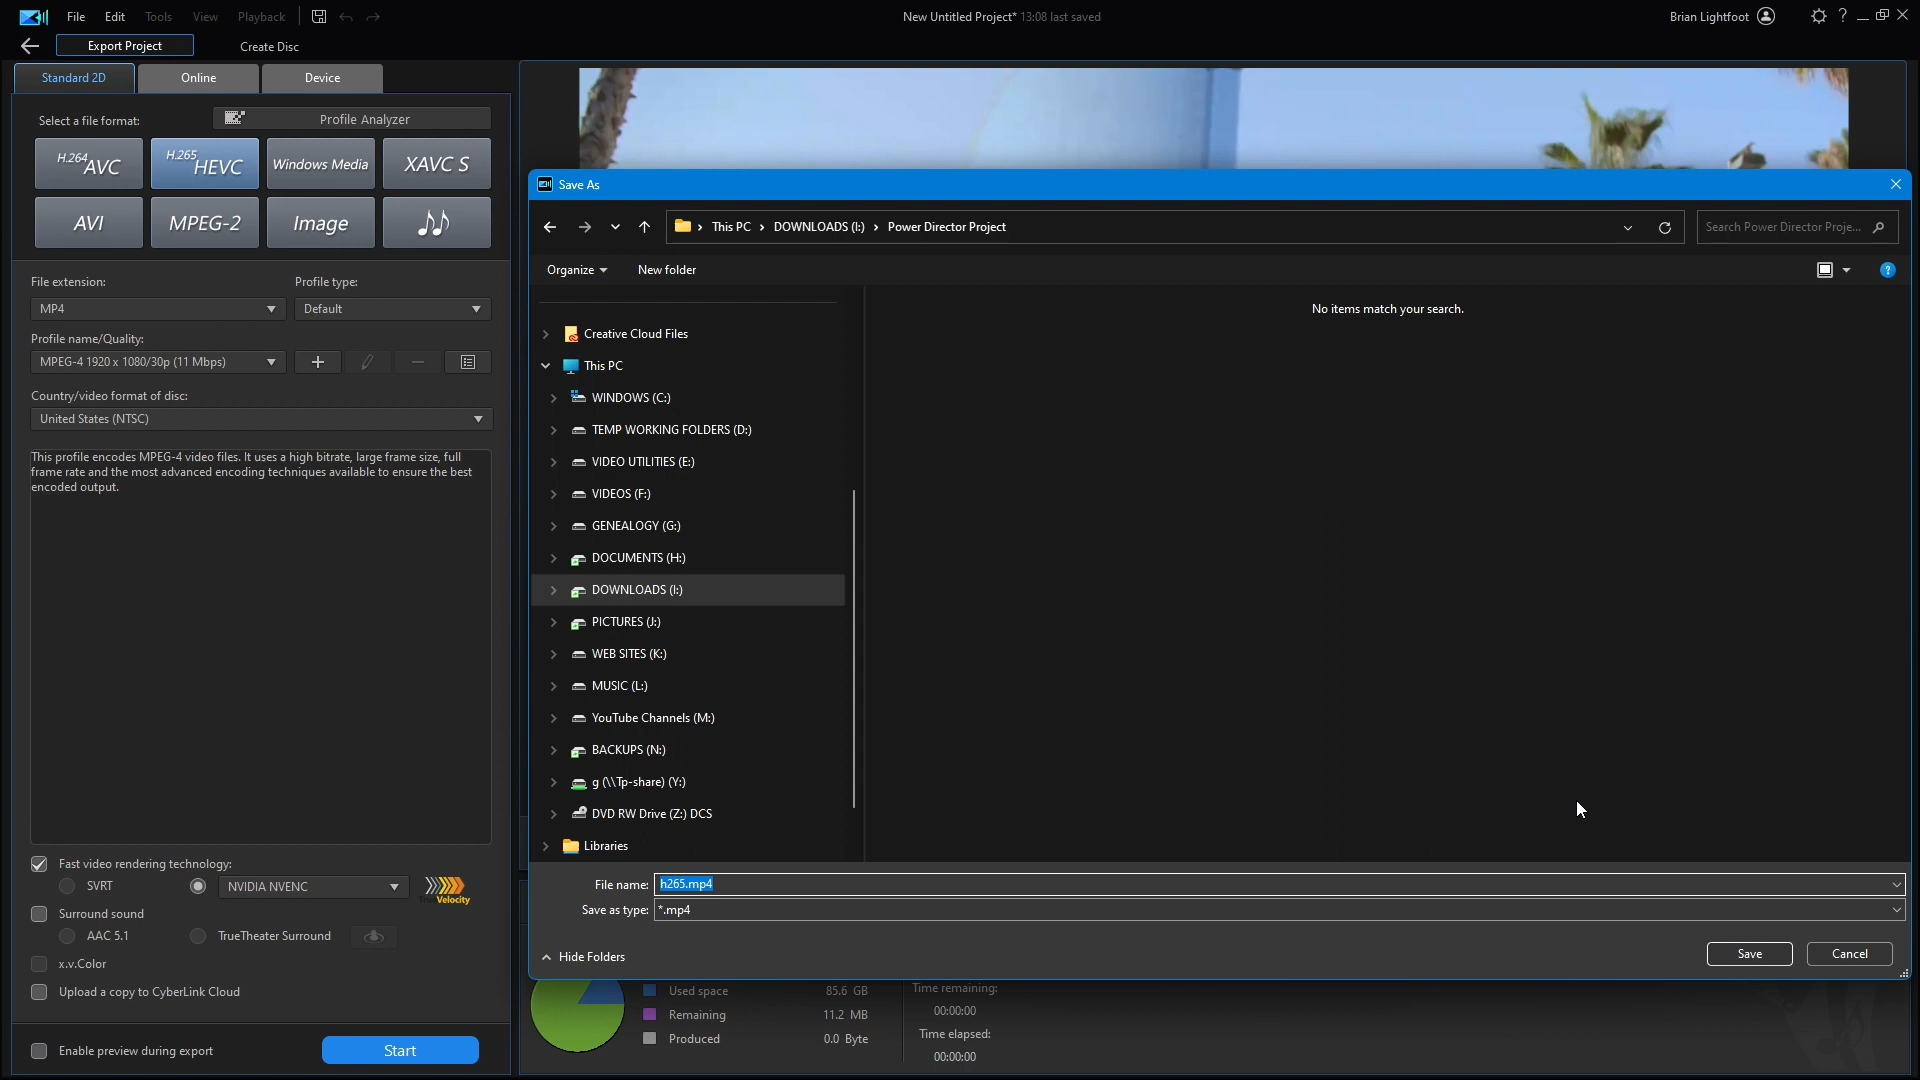 File Edit Tools View Playback
New Untitled Project* 13:08 last saved
Brian Lightfoot
?
Export Project
Create Disc
Standard 2D
Online
Device
Select a file format:
Profile Analyzer
H.264 AVC
H.265 HEVC
Windows Media
XAVC S
AVI
MPEG-2
Image
File extension:
Profile type:
MP4
Default
Profile name/Quality:
MPEG-4 1920 x 1080/30p (11 Mbps)
Country/video format of disc:
United States (NTSC)
This profile encodes MPEG-4 video files. It uses a high bitrate, large frame size, full
frame rate and the most advanced encoding techniques available to ensure the best
encoded output.
Fast video rendering technology:
SVRT
NVIDIA NVENC
TrueVelocity
Surround sound
AAC 5.1
TrueTheater Surround
x.v.Color
Upload a copy to CyberLink Cloud
Enable preview during export
Start
Save As
This PC > DOWNLOADS (I:) > Power Director Project
Search Power Director Proje...
Organize
New folder
?
No items match your search.
Creative Cloud Files
This PC
WINDOWS (C:)
TEMP WORKING FOLDERS (D:)
VIDEO UTILITIES (E:)
VIDEOS (F:)
GENEALOGY (G:)
DOCUMENTS (H:)
DOWNLOADS (I:)
PICTURES (J:)
WEB SITES (K:)
MUSIC (L:)
YouTube Channels (M:)
BACKUPS (N:)
g (\\Tp-share) (Y:)
DVD RW Drive (Z:) DCS
Libraries
File name: h265.mp4
Save as type: *.mp4
Hide Folders
Save
Cancel
Used space 85.6 GB
Remaining 11.2 MB
Produced 0.0 Byte
Time remaining:
00:00:00
Time elapsed:
00:00:00